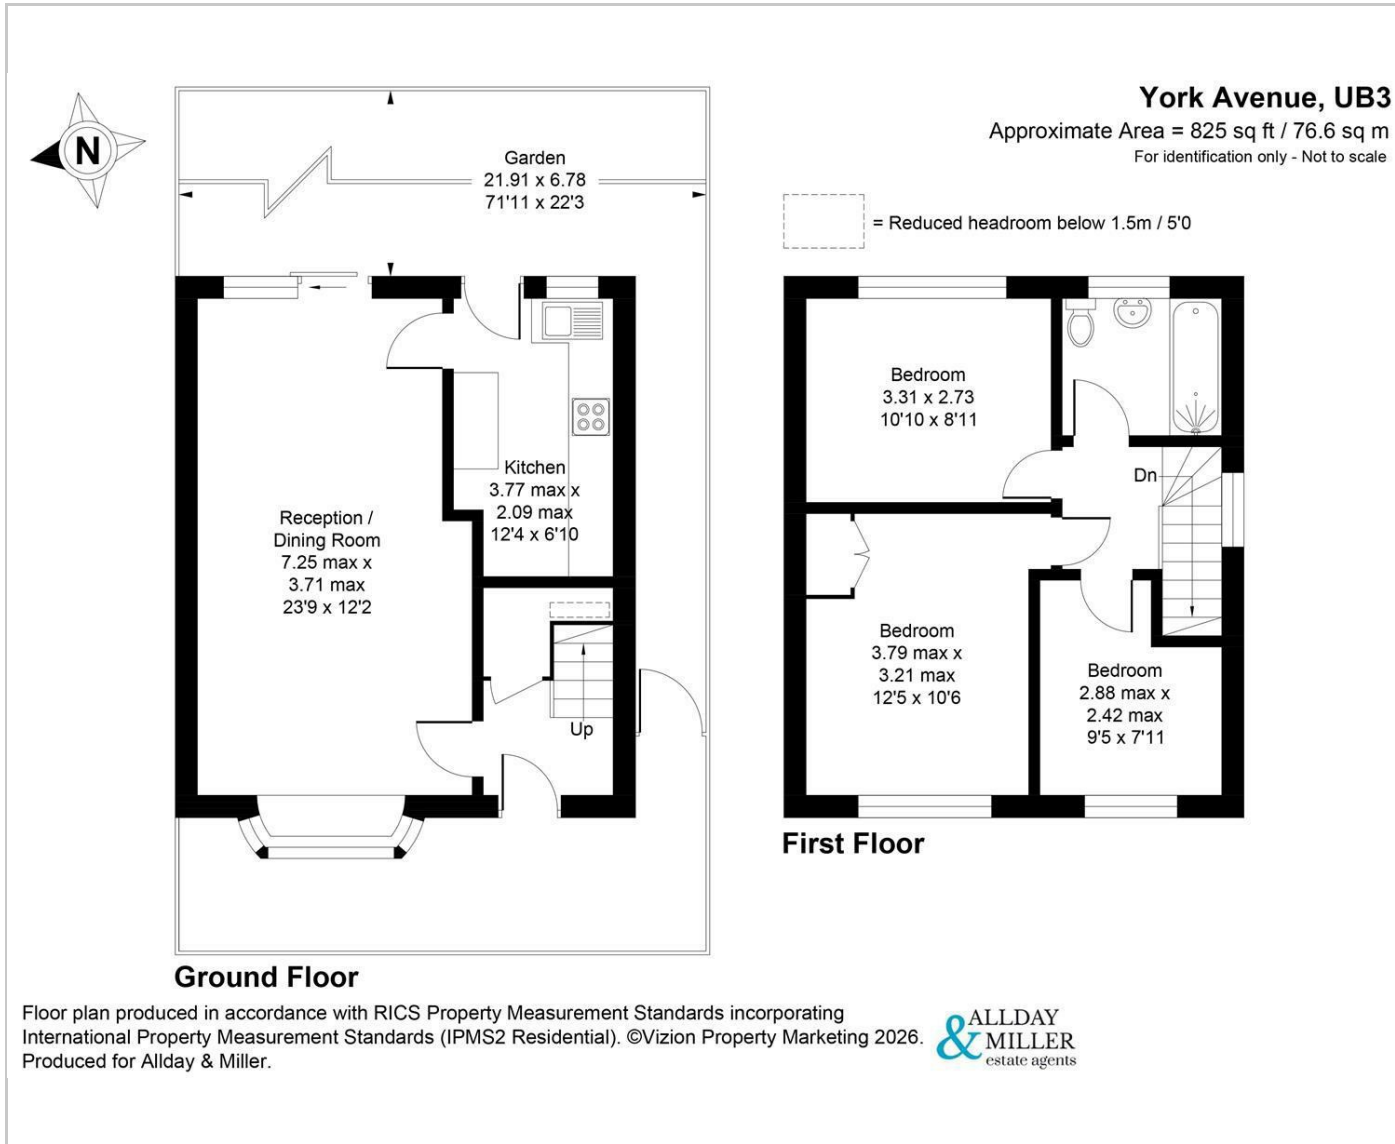 York Avenue, UB3
Approximate Area = 825 sq ft / 76.6 sq m
For identification only - Not to scale
N
Garden
21.91 x 6.78
71'11 x 22'3
= Reduced headroom below 1.5m / 5'0
Kitchen
3.77 max x
2.09 max
12'4 x 6'10
Reception /
Dining Room
7.25 max x
3.71 max
23'9 x 12'2
Up
Bedroom
3.31 x 2.73
10'10 x 8'11
Dn
Bedroom
3.79 max x
3.21 max
12'5 x 10'6
Bedroom
2.88 max x
2.42 max
9'5 x 7'11
First Floor
Ground Floor
Floor plan produced in accordance with RICS Property Measurement Standards incorporating
International Property Measurement Standards (IPMS2 Residential). ©Vizion Property Marketing 2026.
Produced for Allday & Miller.
ALLDAY
& MILLER
estate agents